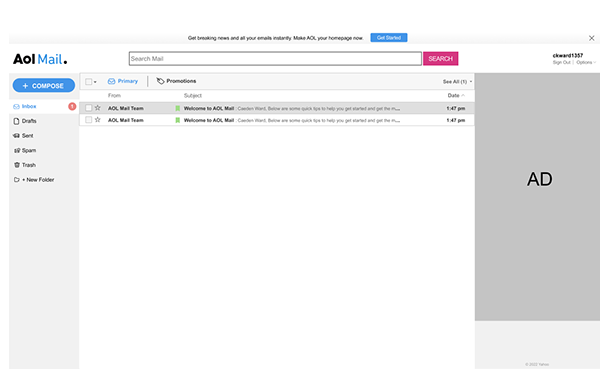 Get breaking news and all your emails instantly. Make AOL your homepage now. Get Started
Aol Mail. Search Mail SEARCH ckward1357
Sign Out Options
+ COMPOSE Primary Promotions See All (1)
Inbox 1 From Subject Date
AOL Mail Team Welcome to AOL Mail Caeden Ward. Below are some quick tips to help you get started and get the m... 1:47 pm
Drafts
AOL Mail Team Welcome to AOL Mail Caeden Ward. Below are some quick tips to help you get started and get the m... 1:47 pm
Sent
Spam
Trash
+ New Folder
AD
© 2022 Yahoo